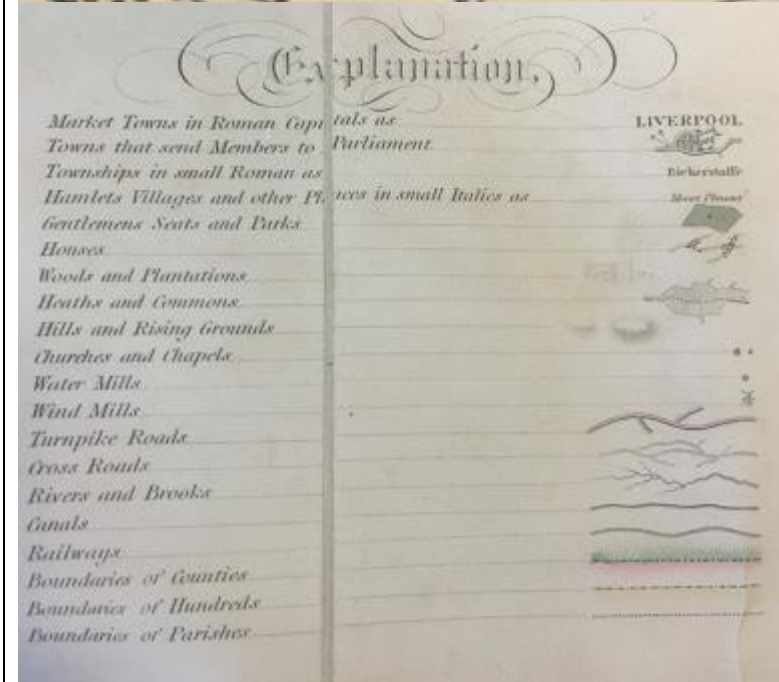 Explanation.
Market Towns in Roman Capitals as LIVERPOOL
Towns that send Members to Parliament
Townships in small Roman as Bickerstaffe
Hamlets Villages and other Places in small Italics as
Gentlemens Seats and Parks
Houses
Woods and Plantations
Heaths and Commons
Hills and Rising Grounds
Churches and Chapels
Water Mills
Wind Mills
Turnpike Roads
Cross Roads
Rivers and Brooks
Canals
Railways
Boundaries of Counties
Boundaries of Hundreds
Boundaries of Parishes